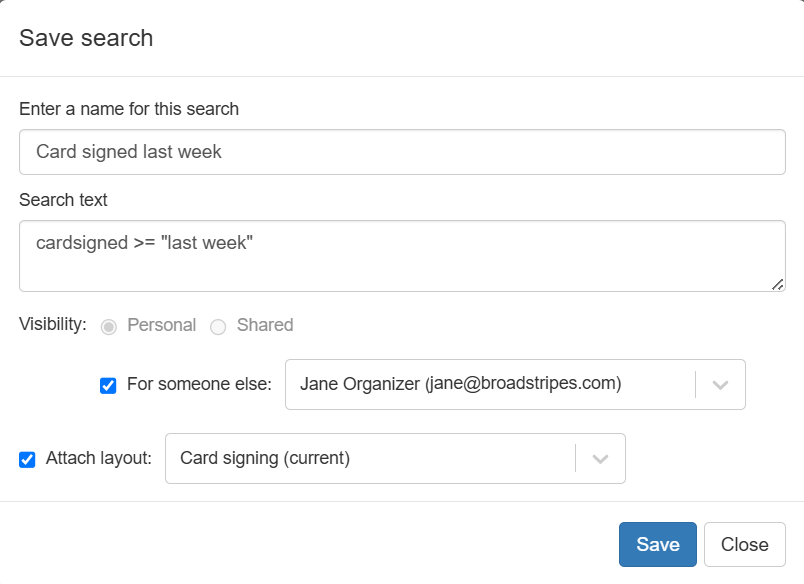 Save search
Enter a name for this search
Card signed last week
Search text
cardsigned >= "last week"
Visibility: Personal Shared
For someone else: Jane Organizer (jane@broadstripes.com)
Attach layout: Card signing (current)
Save Close